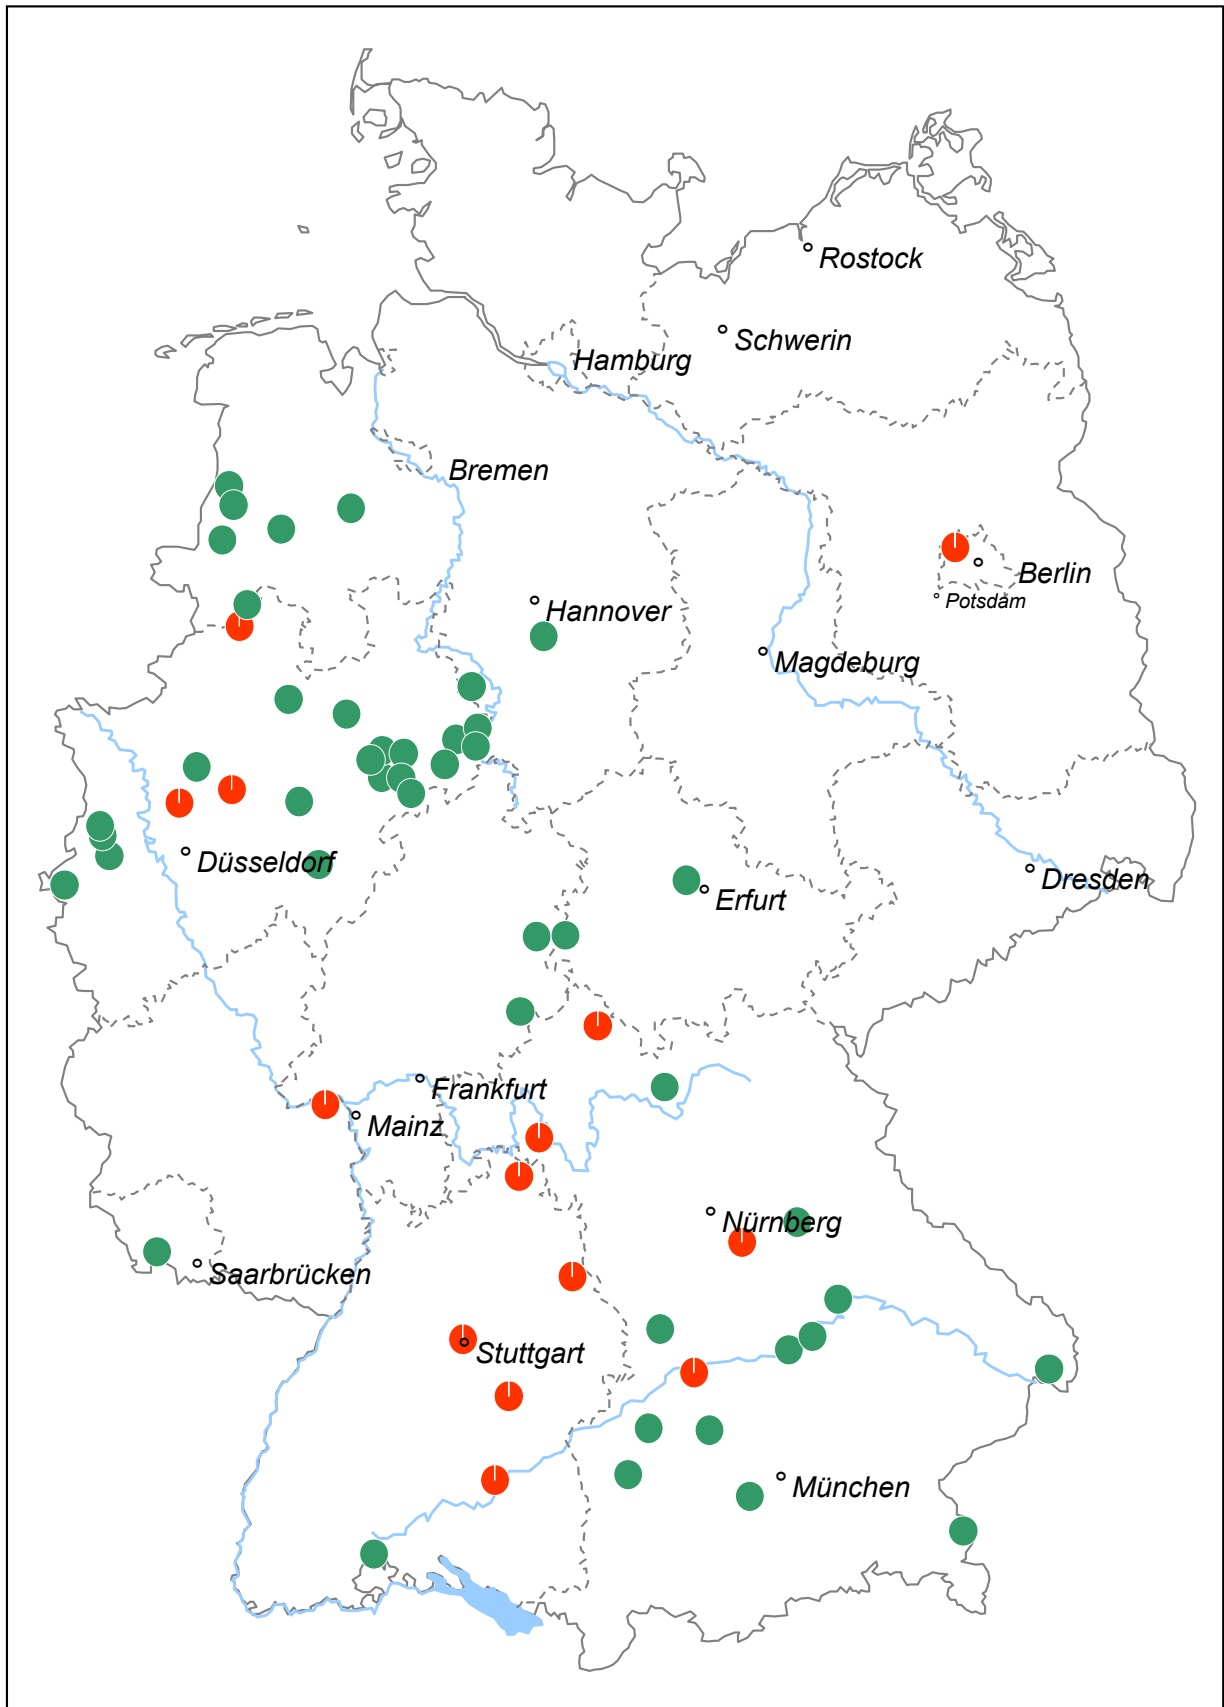 Rostock
Schwerin
Hamburg
Bremen
Berlin
Potsdam
Hannover
Magdeburg
Düsseldorf
Dresden
Erfurt
Frankfurt
Mainz
Nürnberg
Saarbrücken
Stuttgart
München